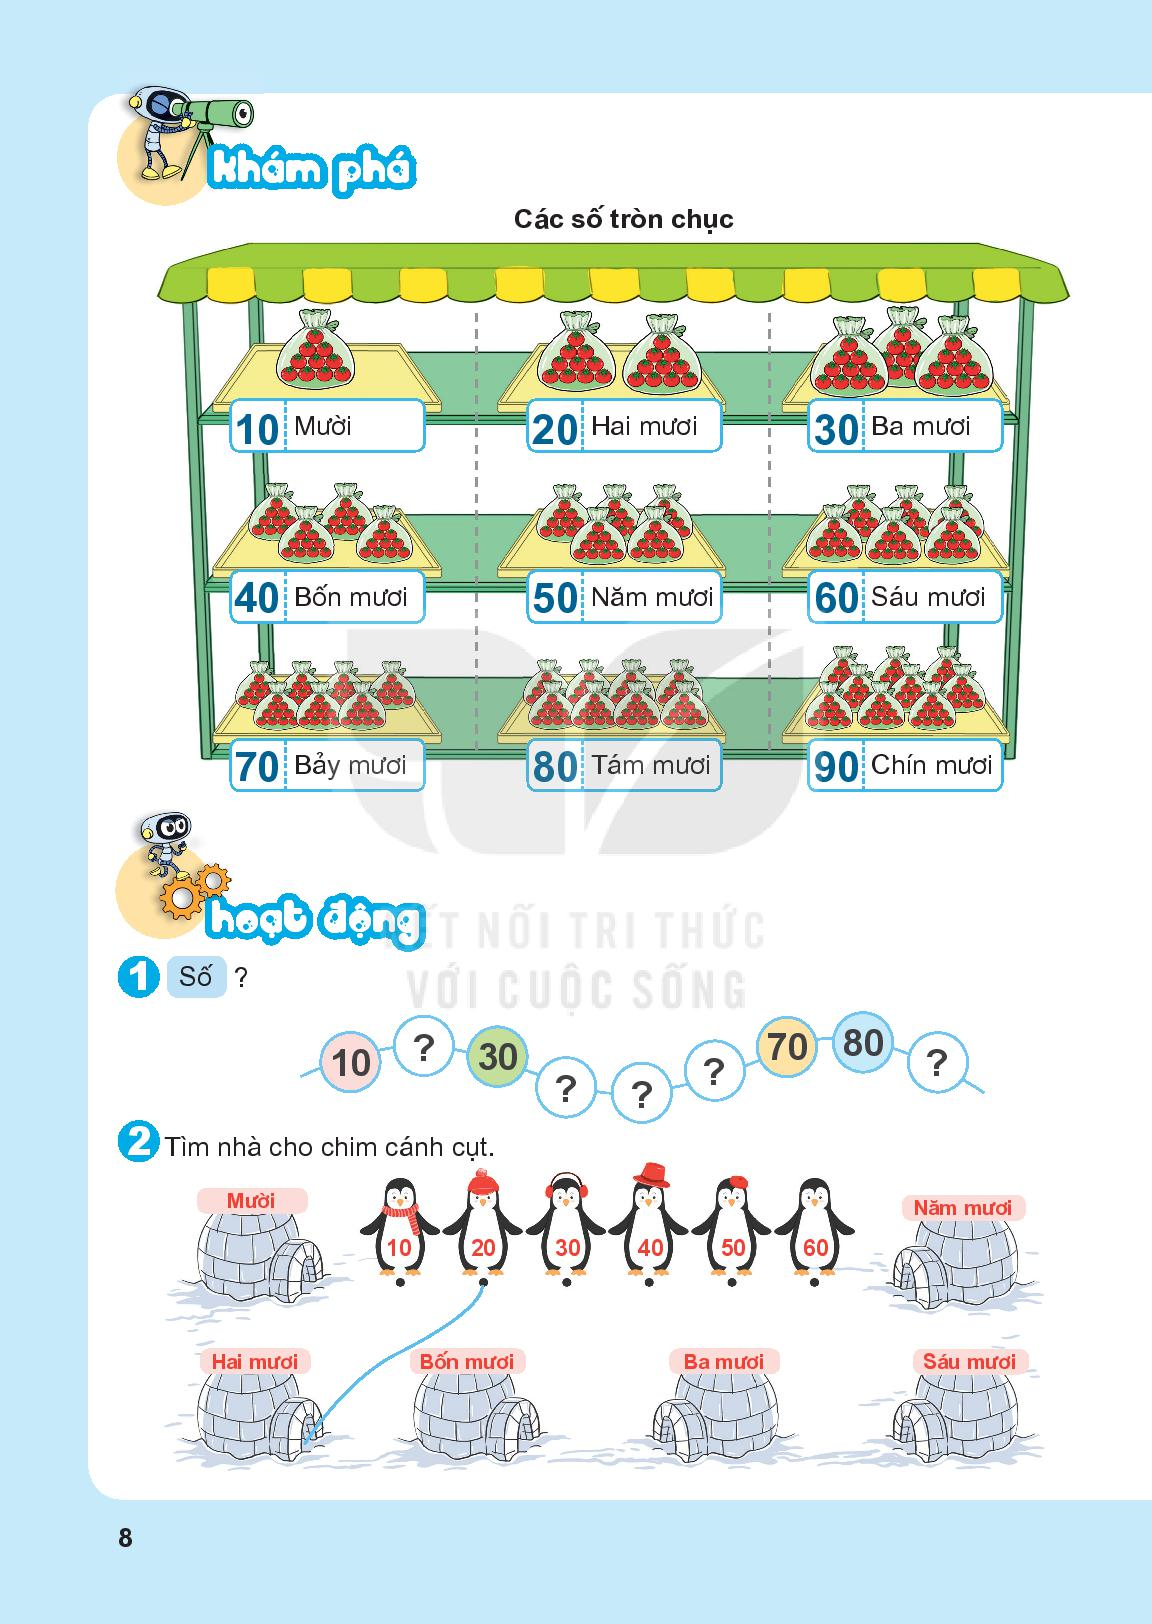 khám phá
Các số tròn chục
10 Mười
20 Hai mươi
30 Ba mươi
40 Bốn mươi
50 Năm mươi
60 Sáu mươi
70 Bảy mươi
80 Tám mươi
90 Chín mươi
hoạt động
KẾT NỐI TRI THỨC
VỚI CUỘC SỐNG
1 Số ?
10 ? 30 ? ? ? 70 80 ?
2 Tìm nhà cho chim cánh cụt.
Mười
Năm mươi
10 20 30 40 50 60
Hai mươi
Bốn mươi
Ba mươi
Sáu mươi
8